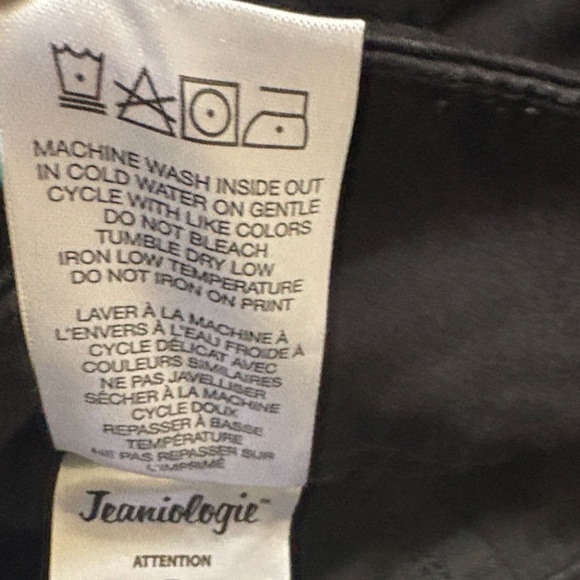 MACHINE WASH INSIDE OUT
IN COLD WATER ON GENTLE
CYCLE WITH LIKE COLORS
DO NOT BLEACH
TUMBLE DRY LOW
IRON LOW TEMPERATURE
DO NOT IRON ON PRINT
LAVER À LA MACHINE À
L'ENVERS À L'EAU FROIDE À
CYCLE DÉLICAT AVEC
COULEURS SIMILAIRES
NE PAS JAVELLISER
SÉCHER À LA MACHINE
CYCLE DOUX
REPASSER À BASSE
TEMPÉRATURE
NE PAS REPASSER SUR
L'IMPRIMÉ
Jeaniologie™
ATTENTION